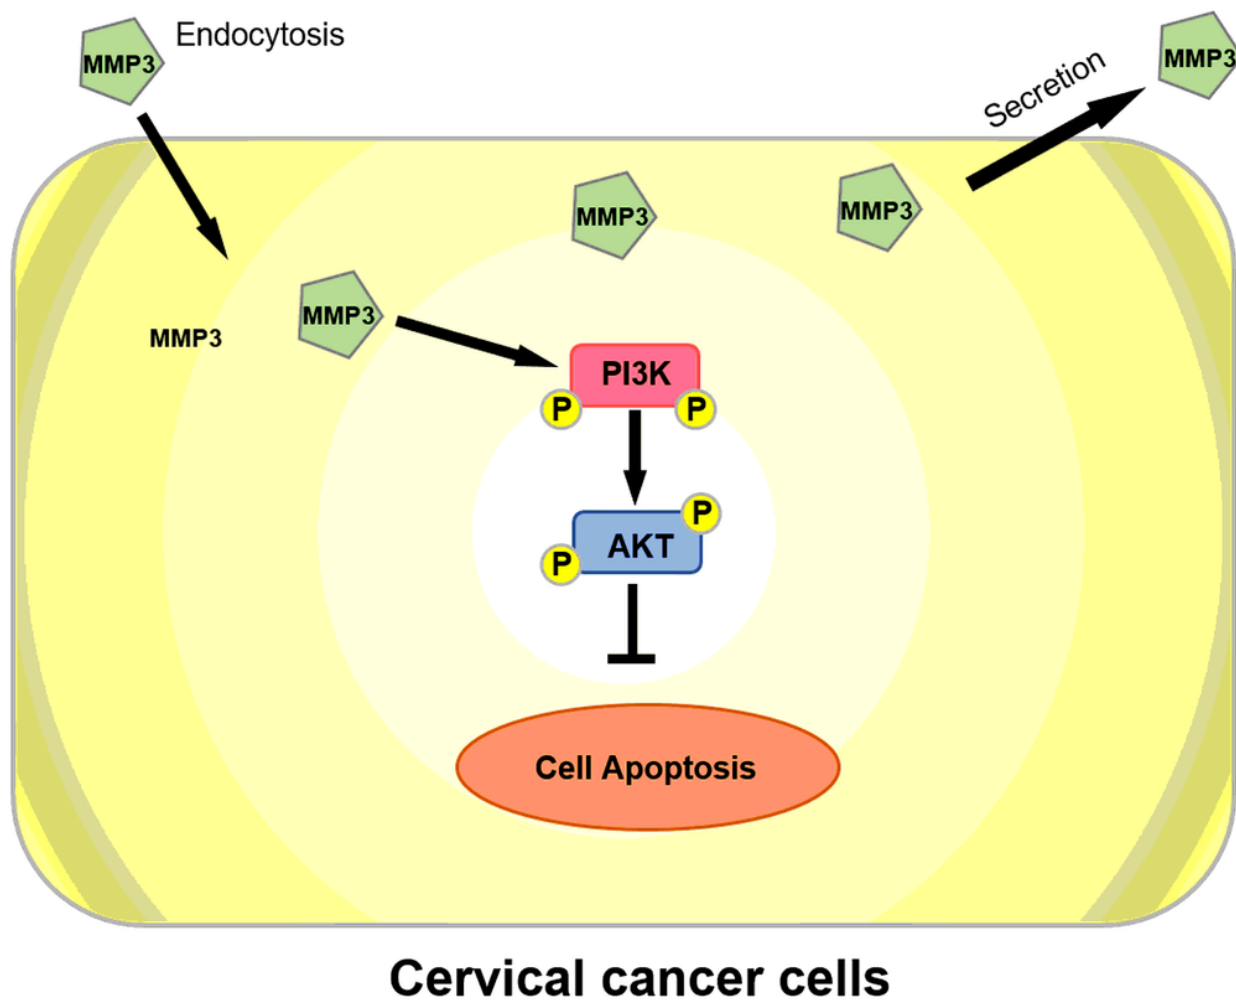 MMP3
Endocytosis
Secretion
MMP3
MMP3
MMP3
MMP3
MMP3
PI3K
P
P
P
AKT
P
Cell Apoptosis
Cervical cancer cells